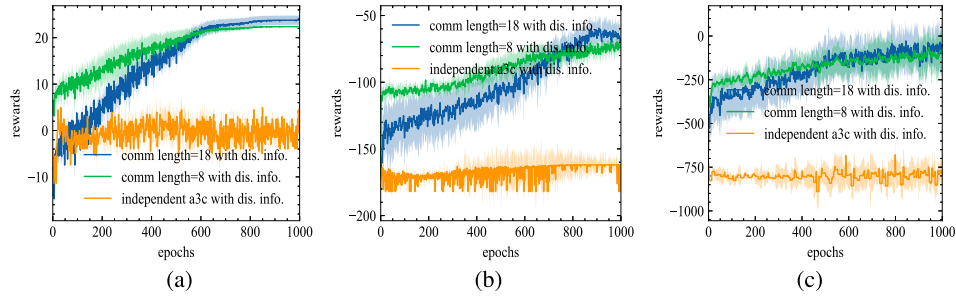 20
10
0
−10
rewards
comm length=18 with dis. info.
comm length=8 with dis. info.
independent a3c with dis. info.
0 200 400 600 800 1000
epochs
(a)
−50
−100
−150
−200
rewards
comm length=18 with dis. info.
comm length=8 with dis. info.
independent a3c with dis. info.
0 200 400 600 800 1000
epochs
(b)
0
−250
−500
−750
−1000
rewards
comm length=18 with dis. info.
comm length=8 with dis. info.
independent a3c with dis. info.
0 200 400 600 800 1000
epochs
(c)